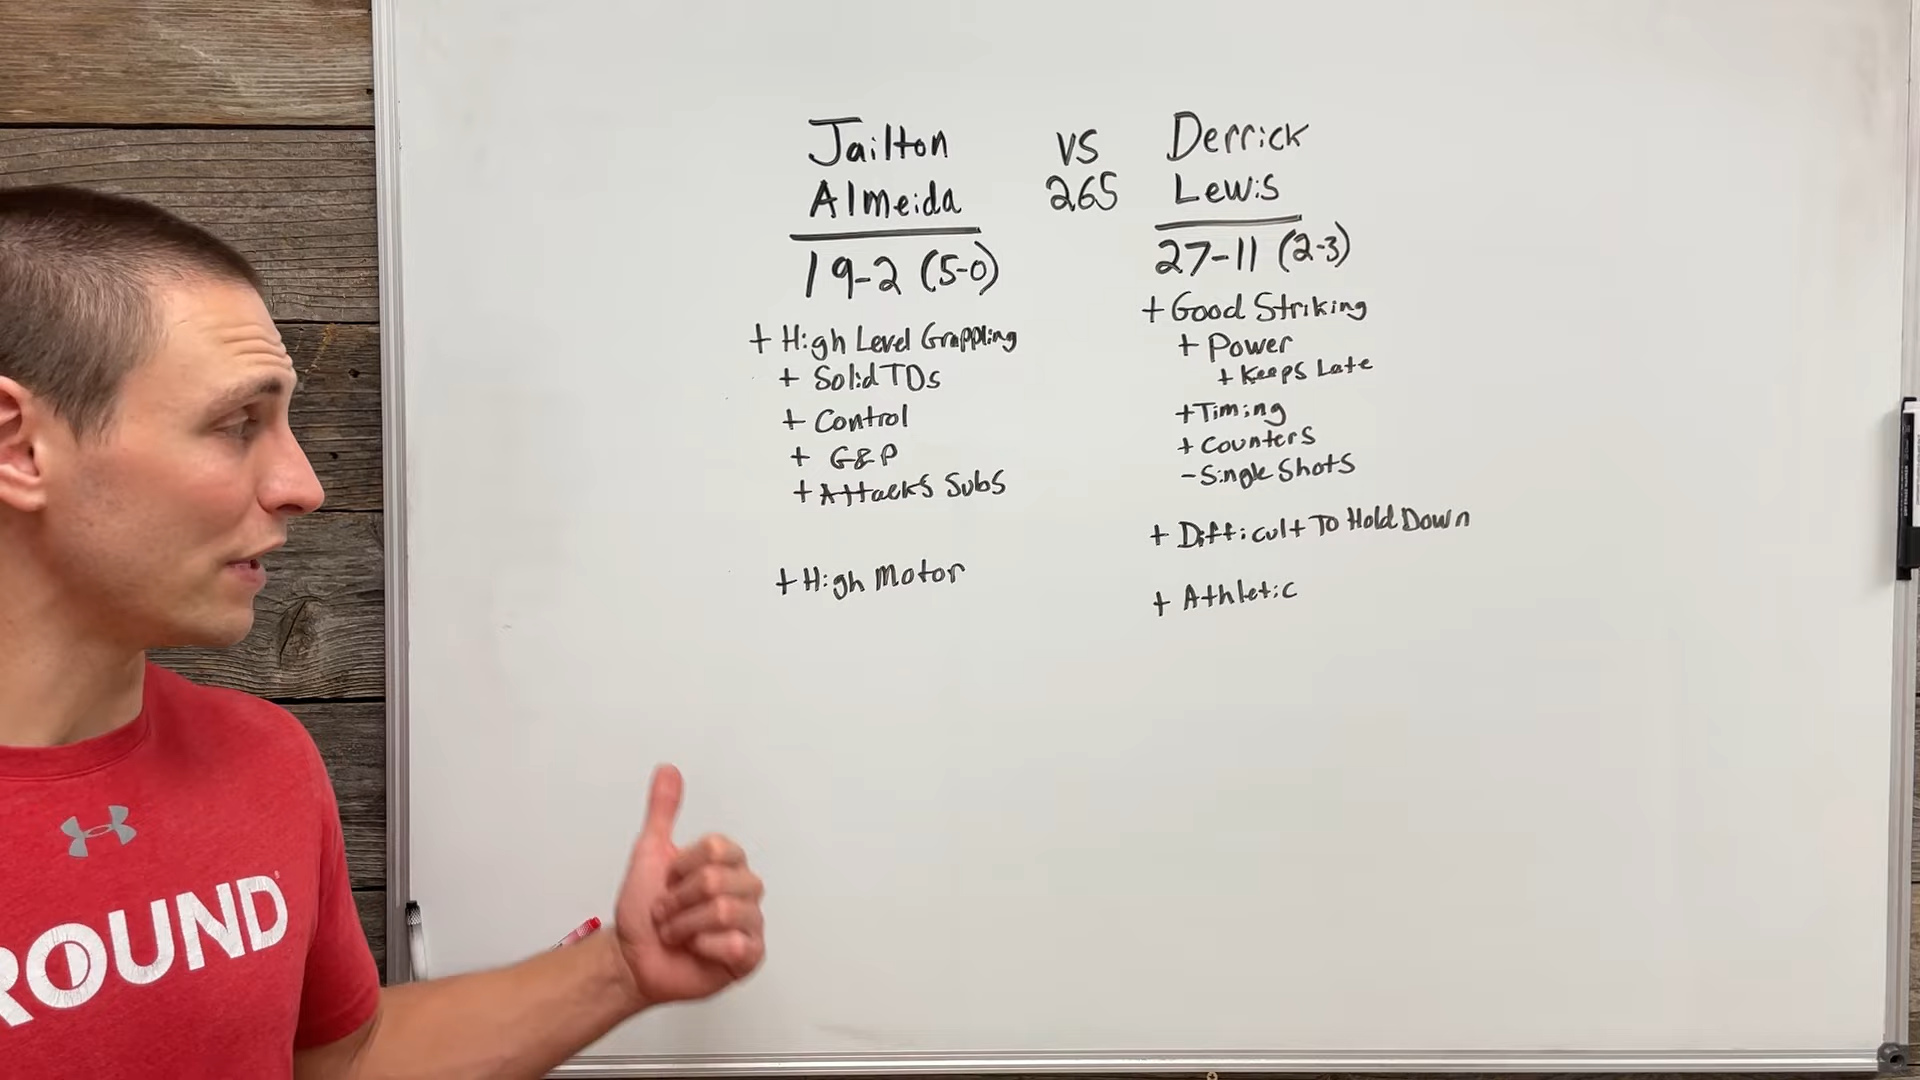 Jailton
Almeida
19-2 (5-0)
+ High Level Grappling
+ Solid TDs
+ Control
+ G&P
+ Attacks Subs
+ High Motor
vs
265
Derrick
Lewis
27-11 (2-3)
+ Good Striking
+ Power
+ Keeps Late
+ Timing
+ Counters
- Single Shots
+ Difficult To Hold Down
+ Athletic
ROUND